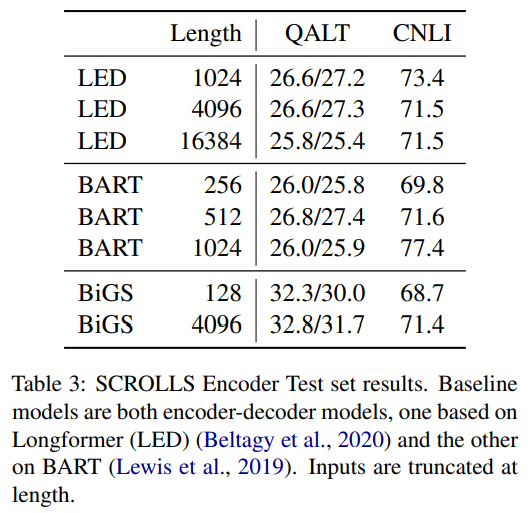 Length QALT CNLI
LED 1024 26.6/27.2 73.4
LED 4096 26.6/27.3 71.5
LED 16384 25.8/25.4 71.5
BART 256 26.0/25.8 69.8
BART 512 26.8/27.4 71.6
BART 1024 26.0/25.9 77.4
BiGS 128 32.3/30.0 68.7
BiGS 4096 32.8/31.7 71.4
Table 3: SCROLLS Encoder Test set results. Baseline
models are both encoder-decoder models, one based on
Longformer (LED) (Beltagy et al., 2020) and the other
on BART (Lewis et al., 2019). Inputs are truncated at
length.